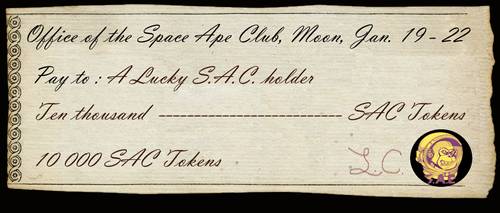 Office of the Space Ape Club, Moon, Jan. 19-22
Pay to : A Lucky S.A.C. holder
Ten thousand -------------------------- SAC Tokens
10 000 SAC Tokens L.C.